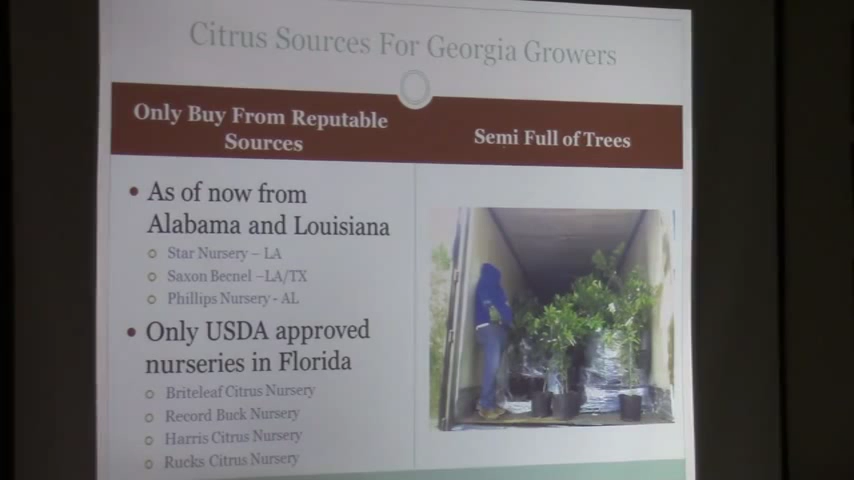 Citrus Sources For Georgia Growers
Only Buy From Reputable
Sources
Semi Full of Trees
• As of now from
Alabama and Louisiana
Star Nursery – LA
Saxon Becnel –LA/TX
Phillips Nursery - AL
• Only USDA approved
nurseries in Florida
Briteleaf Citrus Nursery
Record Buck Nursery
Harris Citrus Nursery
Rucks Citrus Nursery